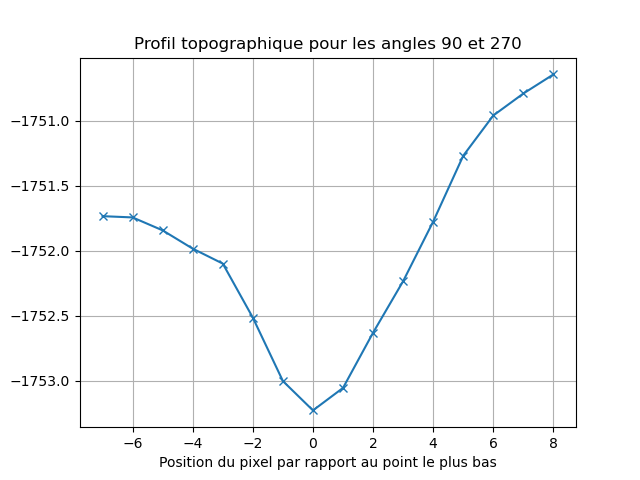 Profil topographique pour les angles 90 et 270
−1751.0
−1751.5
−1752.0
−1752.5
−1753.0
−6 −4 −2 0 2 4 6 8
Position du pixel par rapport au point le plus bas